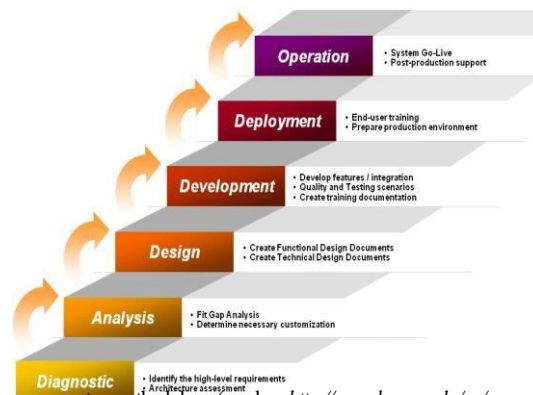 Operation
• System Go-Live
• Post-production support
Deployment
• End-user training
• Prepare production environment
Development
• Develop features / integration
• Quality and Testing scenarios
• Create training documentation
Design
• Create Functional Design Documents
• Create Technical Design Documents
Analysis
• Fit Gap Analysis
• Determine necessary customization
Diagnostic
• Identify the high-level requirements
• Architecture assessment